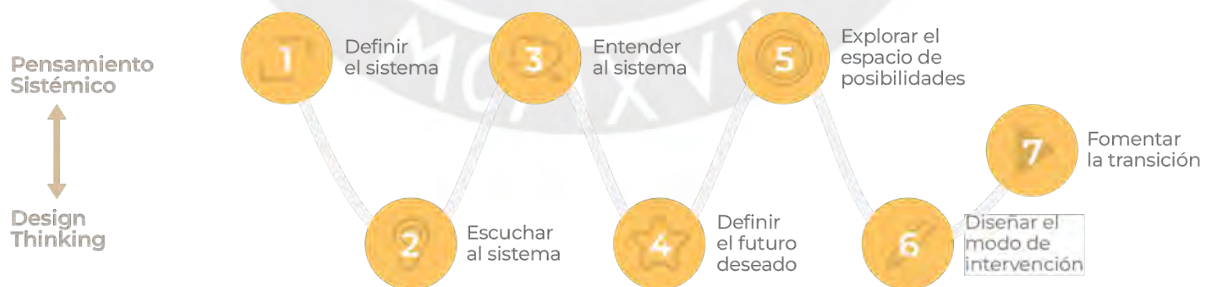 Pensamiento
Sistémico
Design
Thinking
1
Definir
el sistema
2
Escuchar
al sistema
3
Entender
al sistema
4
Definir
el futuro
deseado
5
Explorar el
espacio de
posibilidades
6
Diseñar el
modo de
intervención
7
Fomentar
la transición